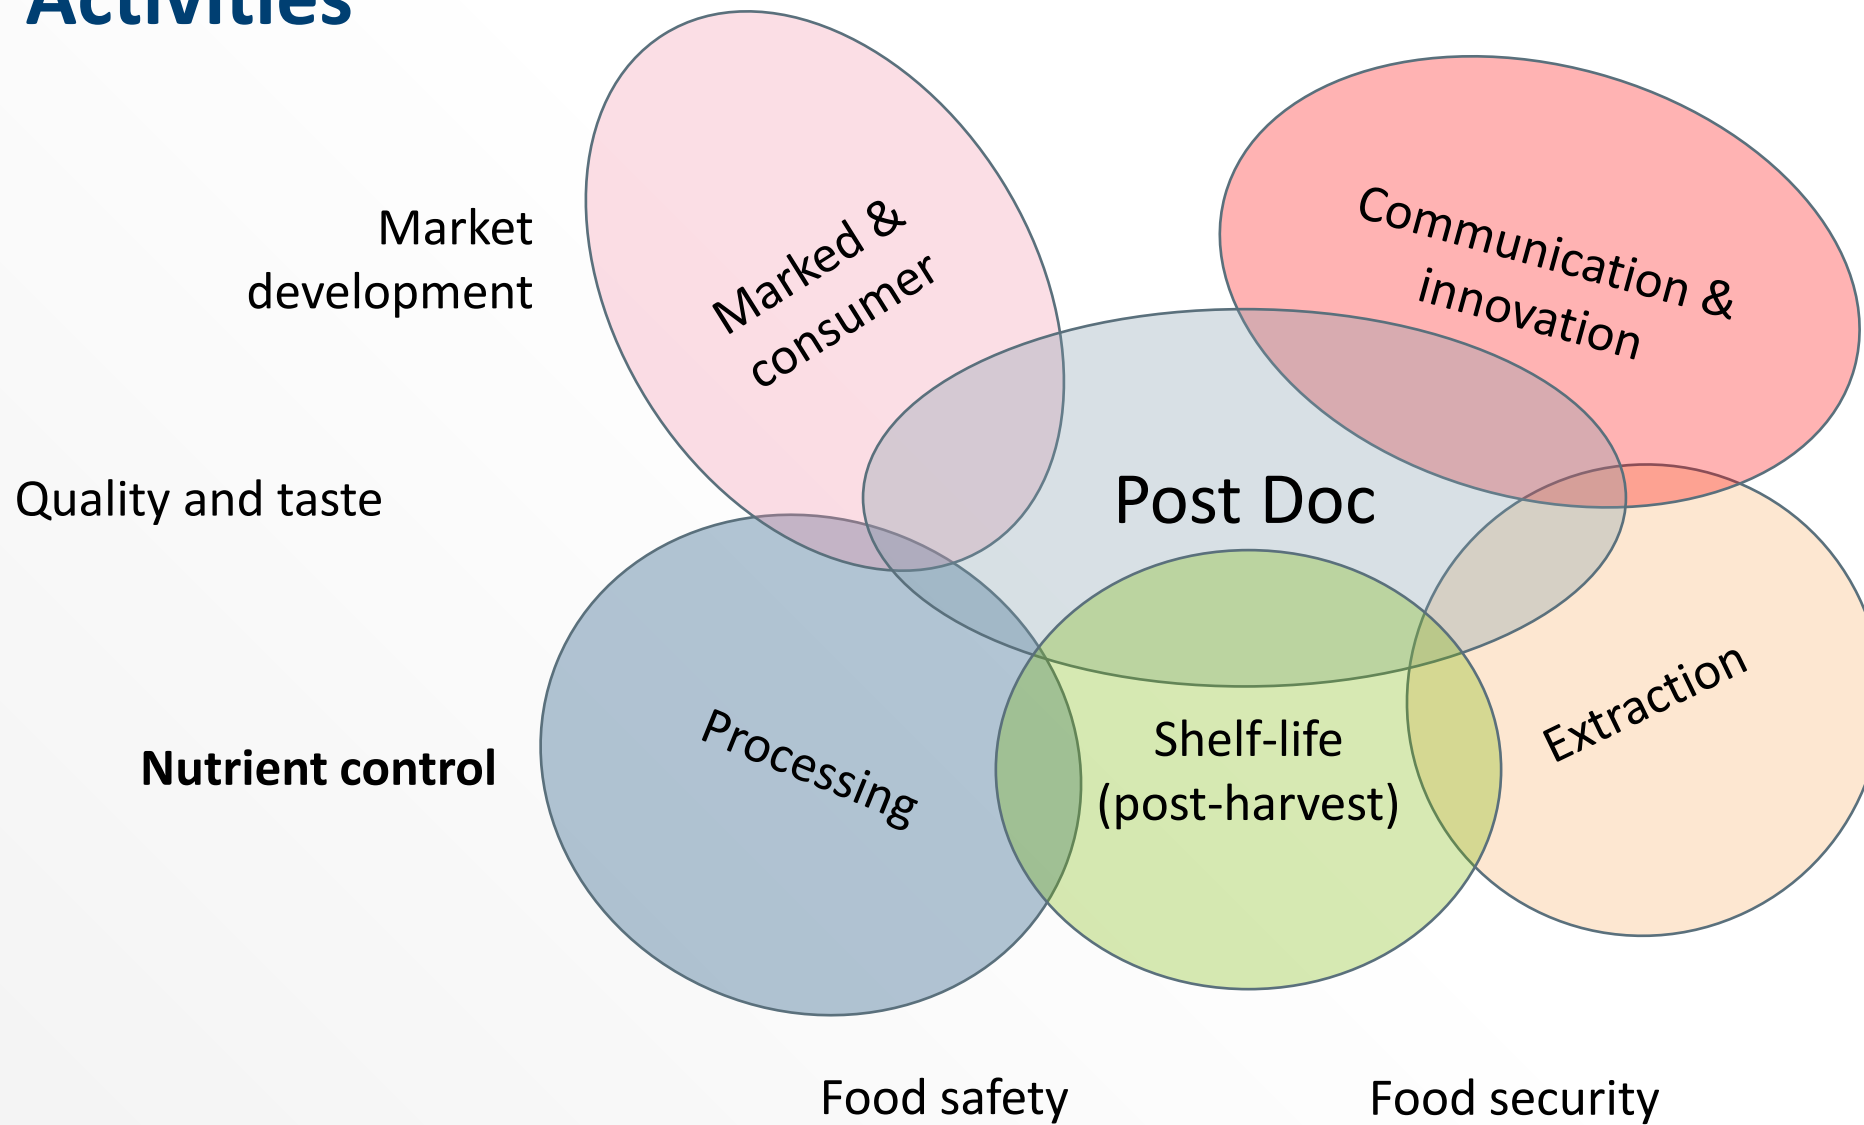 Activities
Market
development
Marked &
consumer
Communication &
innovation
Quality and taste
Post Doc
Nutrient control
Processing
Shelf-life
(post-harvest)
Extraction
Food safety
Food security